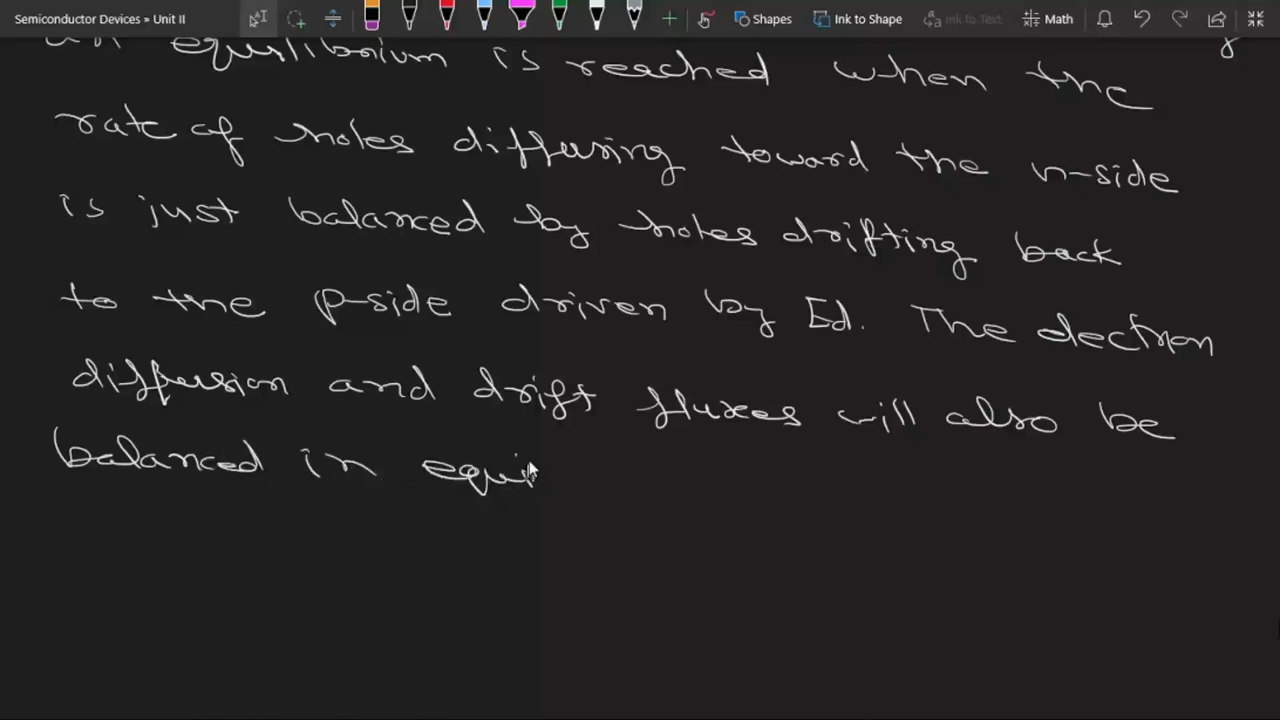 Semiconductor Devices » Unit II
Shapes
Ink to Shape
Ink to Text
Math
equilibrium is reached when the
rate of holes diffusing toward the n-side
is just balanced by holes drifting back
to the p-side driven by Ed. The electron
diffusion and drift fluxes will also be
balanced in equi